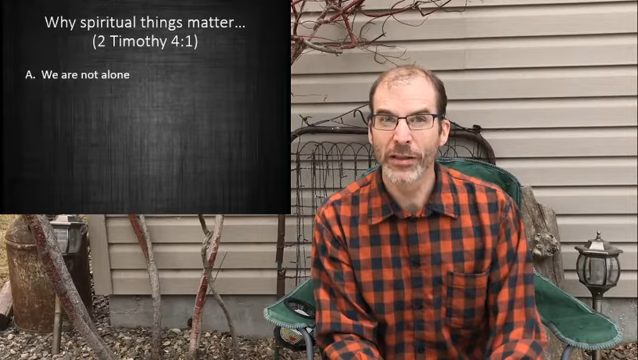 Why spiritual things matter…
(2 Timothy 4:1)
A. We are not alone